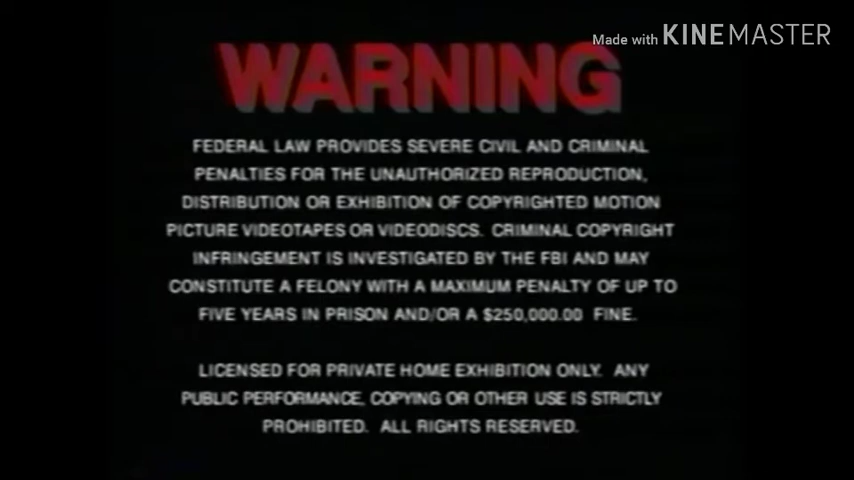 Made with KINEMASTER
WARNING
FEDERAL LAW PROVIDES SEVERE CIVIL AND CRIMINAL
PENALTIES FOR THE UNAUTHORIZED REPRODUCTION,
DISTRIBUTION OR EXHIBITION OF COPYRIGHTED MOTION
PICTURE VIDEOTAPES OR VIDEODISCS. CRIMINAL COPYRIGHT
INFRINGEMENT IS INVESTIGATED BY THE FBI AND MAY
CONSTITUTE A FELONY WITH A MAXIMUM PENALTY OF UP TO
FIVE YEARS IN PRISON AND/OR A $250,000.00 FINE.
LICENSED FOR PRIVATE HOME EXHIBITION ONLY. ANY
PUBLIC PERFORMANCE, COPYING OR OTHER USE IS STRICTLY
PROHIBITED. ALL RIGHTS RESERVED.